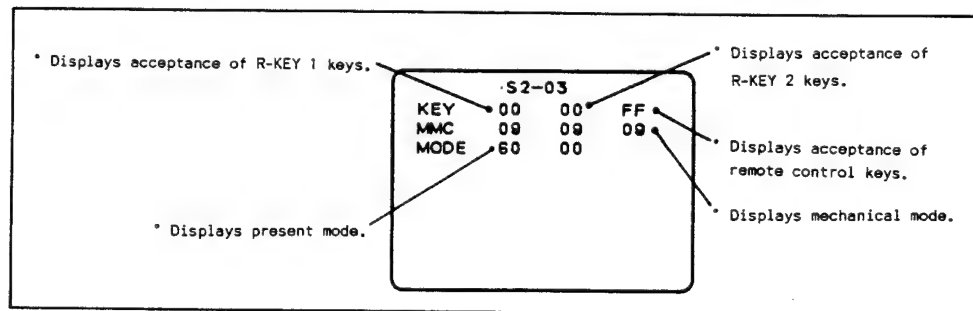 ° Displays acceptance of R-KEY 1 keys.
° Displays acceptance of
R-KEY 2 keys.
S2-03
KEY 00 00 FF
MMC 09 09 09
MODE 60 00
° Displays acceptance of
remote control keys.
° Displays mechanical mode.
° Displays present mode.